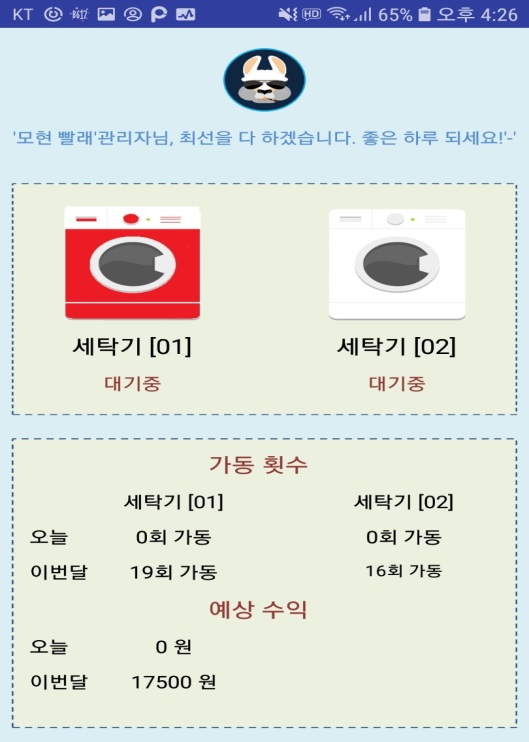 KT 65% 오후 4:26
'모현 빨래'관리자님, 최선을 다 하겠습니다. 좋은 하루 되세요!'-'
세탁기 [01] 세탁기 [02]
대기중 대기중
가동 횟수
세탁기 [01] 세탁기 [02]
오늘 0회 가동 0회 가동
이번달 19회 가동 16회 가동
예상 수익
오늘 0 원
이번달 17500 원